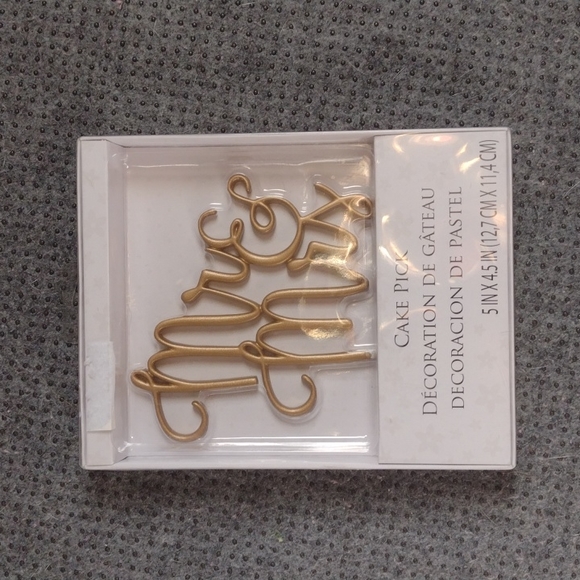 Mr &
Mrs
CAKE PICK
DÉCORATION DE GÂTEAU
DECORACION DE PASTEL
5 IN X 4.5 IN (12,7 CM X 11,4 CM)